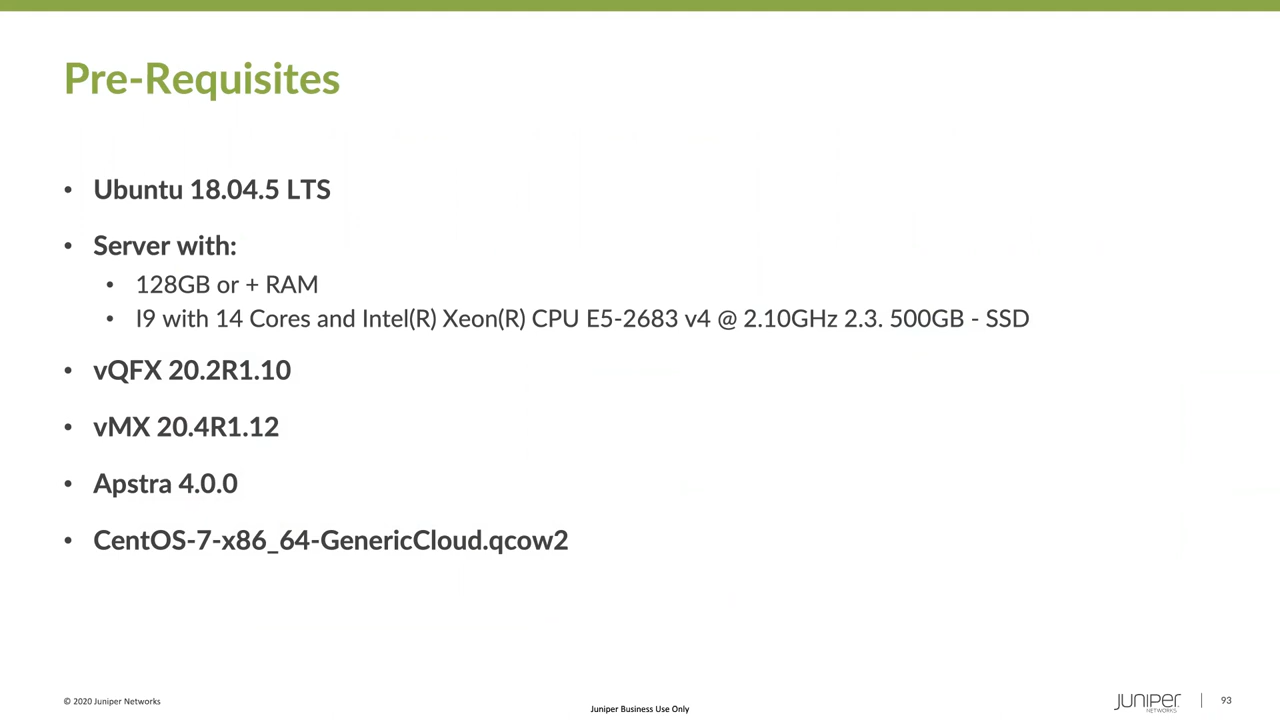 Pre-Requisites
• Ubuntu 18.04.5 LTS
• Server with:
• 128GB or + RAM
• I9 with 14 Cores and Intel(R) Xeon(R) CPU E5-2683 v4 @ 2.10GHz 2.3. 500GB - SSD
• vQFX 20.2R1.10
• vMX 20.4R1.12
• Apstra 4.0.0
• CentOS-7-x86_64-GenericCloud.qcow2
© 2020 Juniper Networks
Juniper Business Use Only
JUNIPER
NETWORKS
93